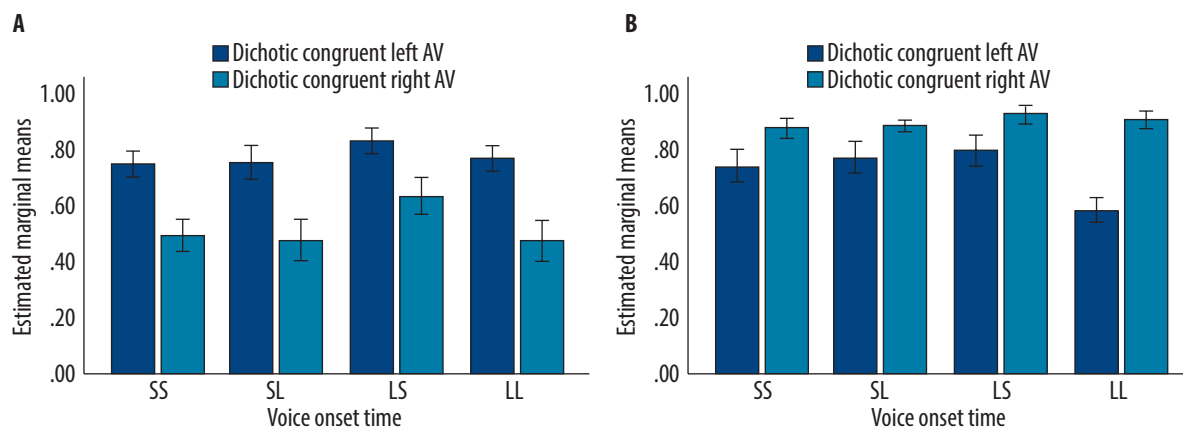 A
Dichotic congruent left AV
Dichotic congruent right AV
Estimated marginal means
1.00
.80
.60
.40
.20
.00
SS SL LS LL
Voice onset time
B
Dichotic congruent left AV
Dichotic congruent right AV
Estimated marginal means
1.00
.80
.60
.40
.20
.00
SS SL LS LL
Voice onset time